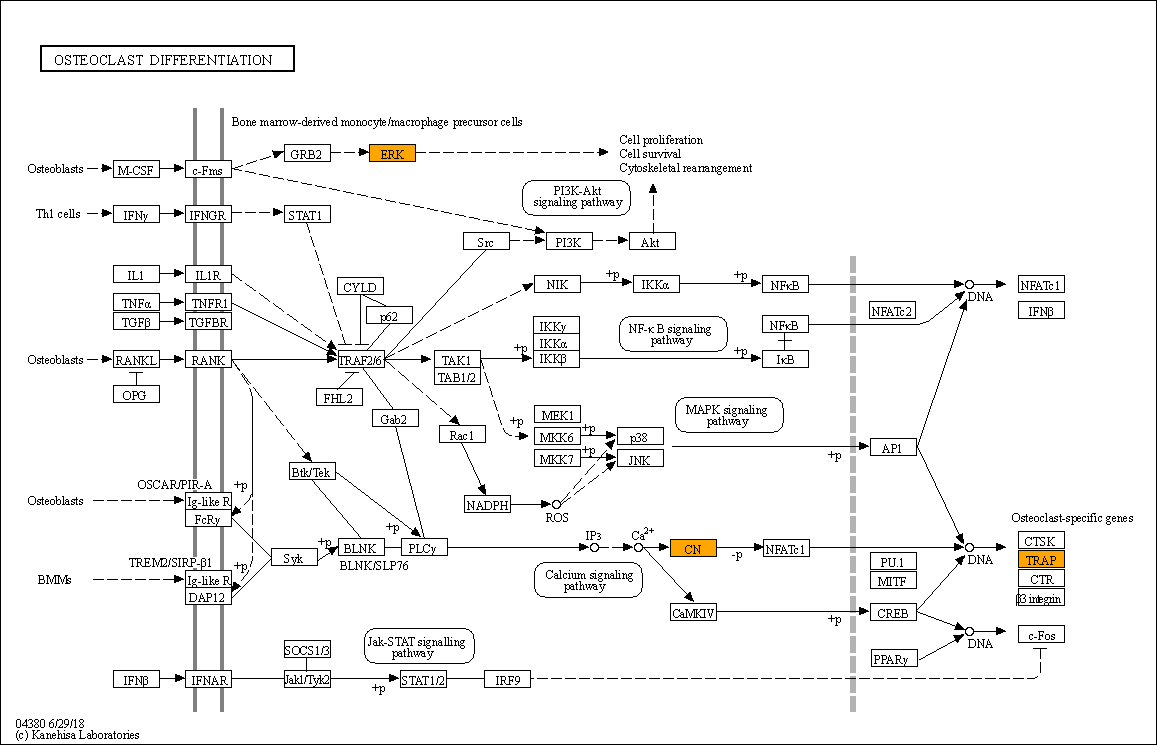 OSTEOCLAST DIFFERENTIATION
Bone marrow-derived monocyte/macrophage precursor cells
Osteoblasts
M-CSF
c-Fms
GRB2
ERK
Cell proliferation
Cell survival
Cytoskeletal rearrangement
PI3K-Akt
signaling pathway
Th1 cells
IFNγ
IFNGR
STAT1
Src
PI3K
Akt
IL1
IL1R
CYLD
p62
NIK
+p
IKKα
+p
NFκB
DNA
NFATc1
IFNβ
TNFα
TNFR1
TGFβ
TGFBR
NFATc2
IKKγ
IKKα
IKKβ
NF-κ B signaling
pathway
NFκB
IκB
Osteoblasts
RANKL
RANK
TRAF2/6
TAK1
TAB1/2
+p
+p
OPG
FHL2
Gab2
Rac1
+p
MEK1
MKK6
+p
p38
MKK7
+p
JNK
MAPK signaling
pathway
+p
AP1
Btk/Tek
NADPH
ROS
OSCAR/PIR-A
+p
Osteoblasts
Ig-like R
FcRγ
Syk
+p
BLNK
BLNK/SLP76
+p
PLCγ
IP3
Ca2+
CN
-p
NFATc1
DNA
Osteoclast-specific genes
CTSK
TRAP
CTR
β3 integrin
PU.1
MITF
TREM2/SIRP-β1
+p
BMMs
Ig-like R
DAP12
Calcium signaling
pathway
CaMKIV
+p
CREB
DNA
c-Fos
PPARγ
SOCS1/3
Jak-STAT signalling
pathway
IFNβ
IFNAR
Jak1/Tyk2
+p
STAT1/2
IRF9
04380 6/29/18
(c) Kanehisa Laboratories